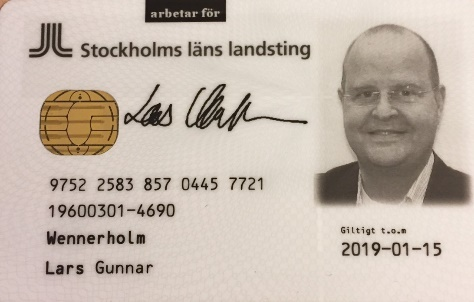 arbetar för
Stockholms läns landsting
9752 2583 857 0445 7721
19600301-4690
Wennerholm
Lars Gunnar
Giltigt t.o.m
2019-01-15